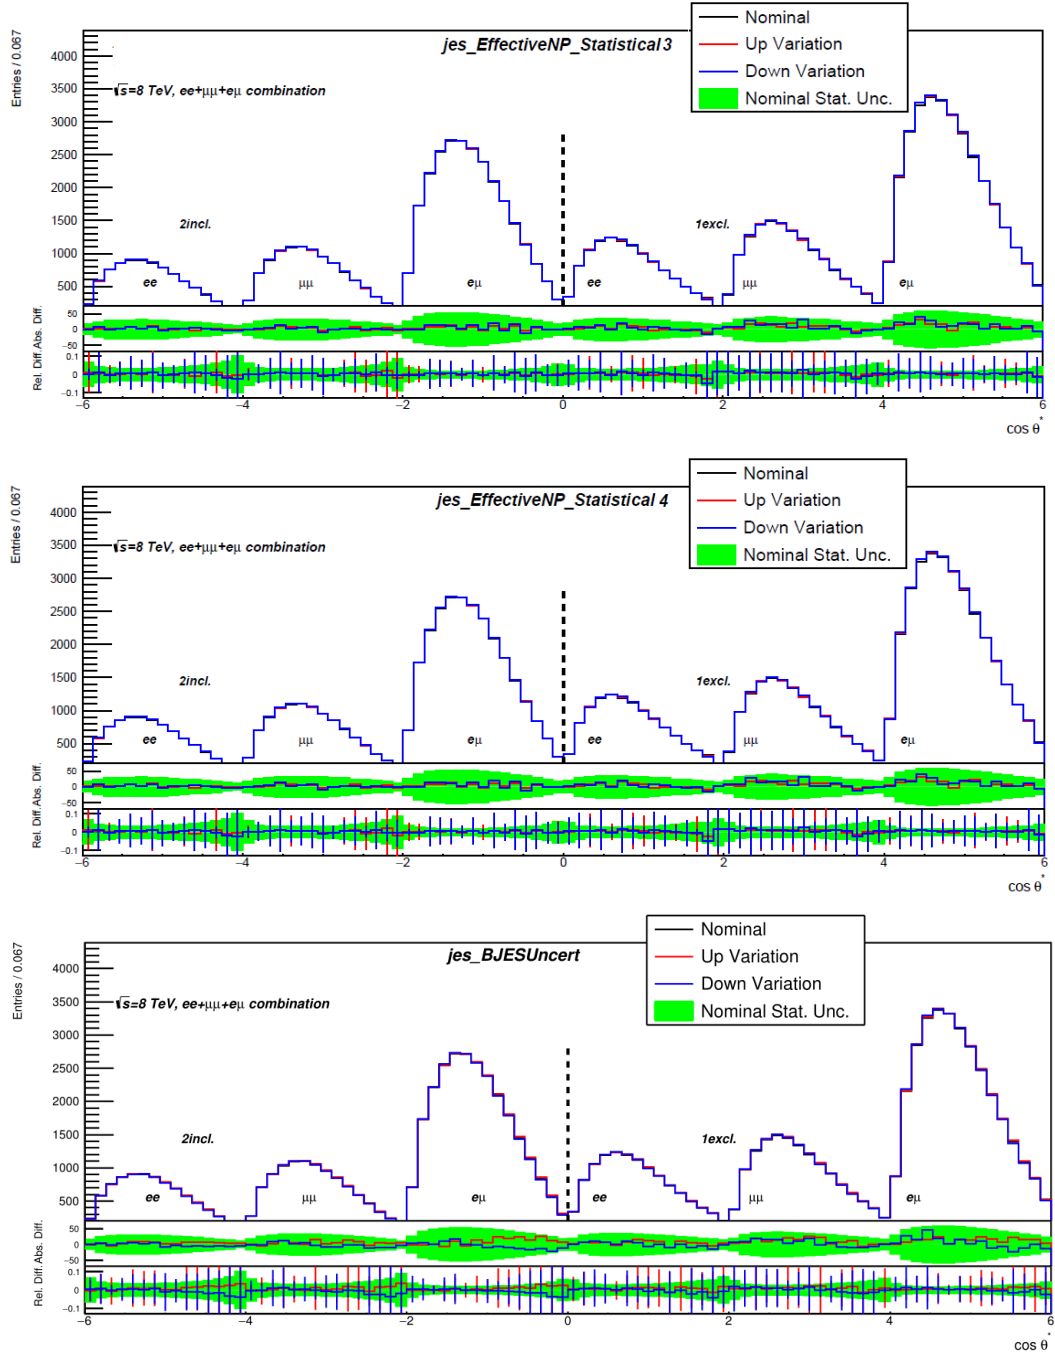 Nominal
Up Variation
Down Variation
Nominal Stat. Unc.
jes_EffectiveNP_Statistical 3
Entries / 0.067
√s=8 TeV, ee+μμ+eμ combination
4000
3500
3000
2500
2000
1500
1000
500
2incl.
1excl.
ee
μμ
eμ
ee
μμ
eμ
Abs. Diff.
50
0
−50
Rel. Diff.
0.1
0
−0.1
−6
−4
−2
0
2
4
6
cos θ*
Nominal
Up Variation
Down Variation
Nominal Stat. Unc.
jes_EffectiveNP_Statistical 4
Entries / 0.067
√s=8 TeV, ee+μμ+eμ combination
4000
3500
3000
2500
2000
1500
1000
500
2incl.
1excl.
ee
μμ
eμ
ee
μμ
eμ
Abs. Diff.
50
0
−50
Rel. Diff.
0.1
0
−0.1
−6
−4
−2
0
2
4
6
cos θ*
Nominal
Up Variation
Down Variation
Nominal Stat. Unc.
jes_BJESUncert
Entries / 0.067
√s=8 TeV, ee+μμ+eμ combination
4000
3500
3000
2500
2000
1500
1000
500
2incl.
1excl.
ee
μμ
eμ
ee
μμ
eμ
Abs. Diff.
50
0
−50
Rel. Diff.
0.1
0
−0.1
−6
−4
−2
0
2
4
6
cos θ*